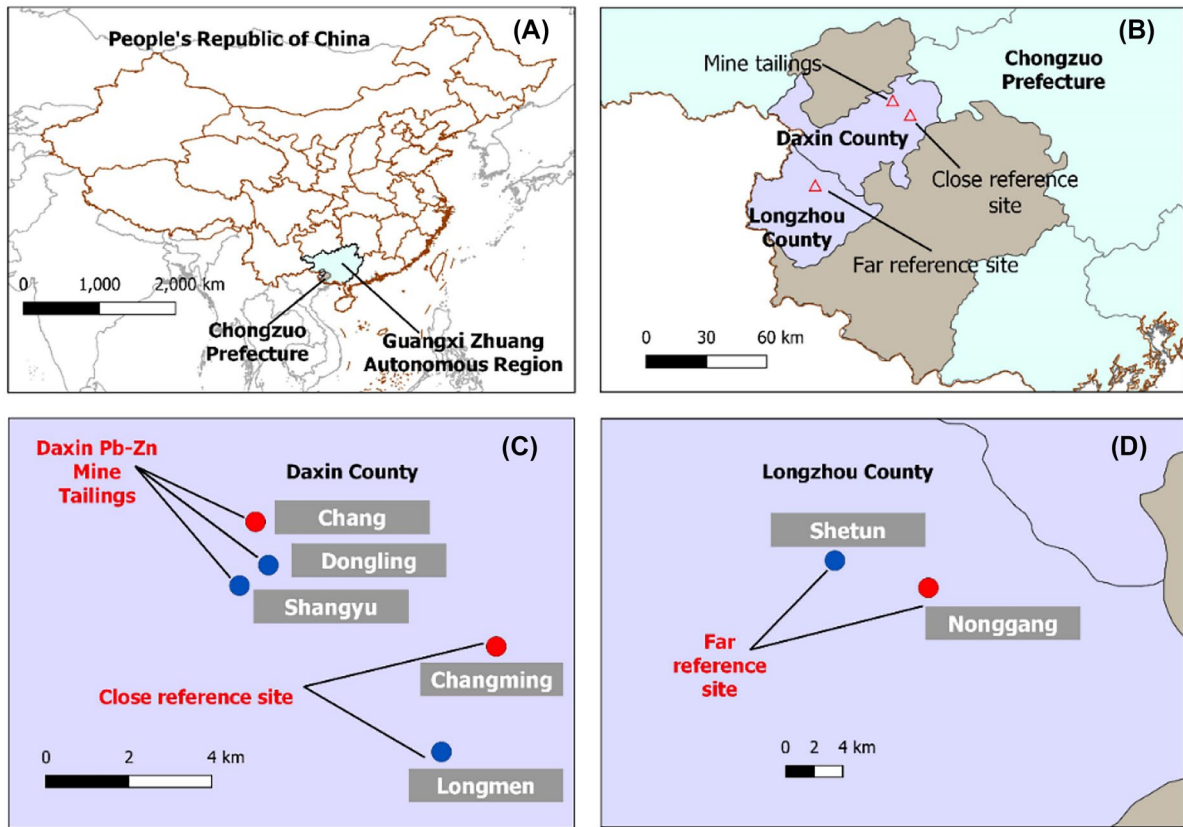 (A)
People's Republic of China
0 1,000 2,000 km
Chongzuo
Prefecture
Guangxi Zhuang
Autonomous Region
(B)
Mine tailings
Chongzuo
Prefecture
Daxin County
Close reference
site
Longzhou
County
Far reference site
0 30 60 km
(C)
Daxin Pb-Zn
Mine
Tailings
Daxin County
Chang
Dongling
Shangyu
Changming
Close reference site
0 2 4 km
Longmen
(D)
Longzhou County
Shetun
Nonggang
Far
reference
site
0 2 4 km